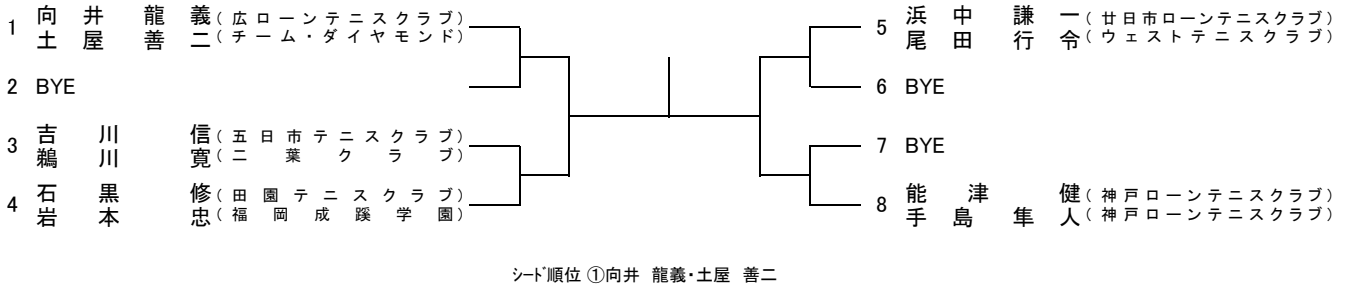 1 向井龍義(広ローンテニスクラブ)
土屋善二(チーム・ダイヤモンド)
2 BYE
3 吉川信(五日市テニスクラブ)
鵜川寛(二葉クラブ)
4 石黒修(田園テニスクラブ)
岩本忠(福岡成蹊学園)
5 浜中謙一(廿日市ローンテニスクラブ)
尾田行令(ウェストテニスクラブ)
6 BYE
7 BYE
8 能津健(神戸ローンテニスクラブ)
手島隼人(神戸ローンテニスクラブ)
シード順位 ①向井 龍義・土屋 善二